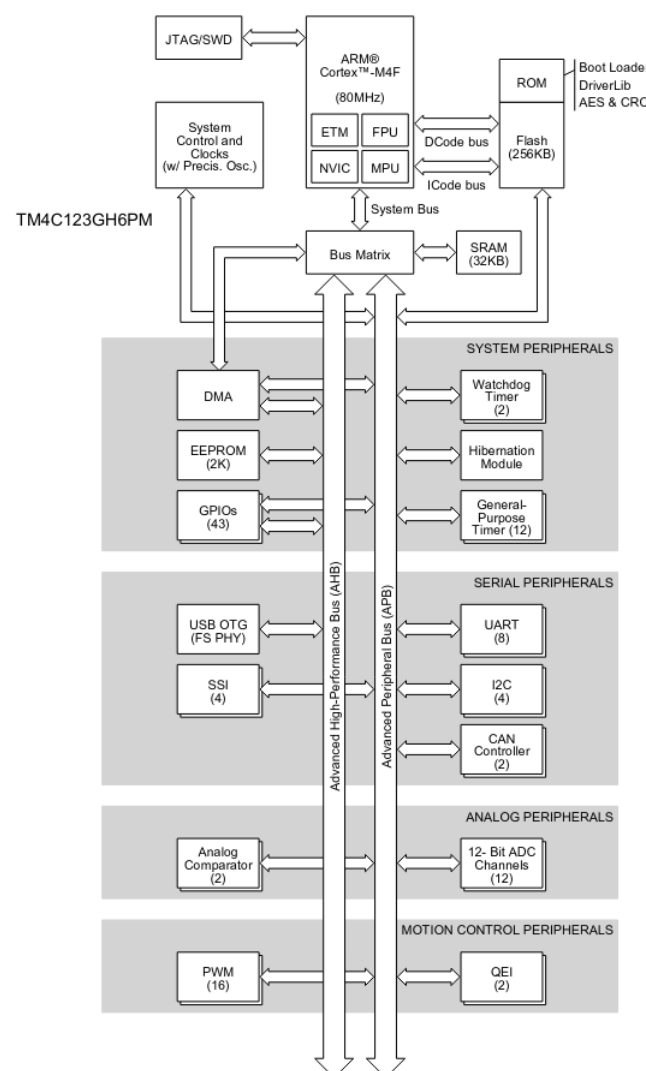 JTAG/SWD
ARM®
Cortex™-M4F
(80MHz)
ETM
FPU
NVIC
MPU
ROM
Boot Loader
DriverLib
AES & CRC
Flash
(256KB)
DCode bus
ICode bus
System
Control and
Clocks
(w/ Precis. Osc.)
TM4C123GH6PM
System Bus
Bus Matrix
SRAM
(32KB)
SYSTEM PERIPHERALS
DMA
Watchdog
Timer
(2)
EEPROM
(2K)
Hibernation
Module
GPIOs
(43)
General-
Purpose
Timer (12)
Advanced High-Performance Bus (AHB)
Advanced Peripheral Bus (APB)
SERIAL PERIPHERALS
USB OTG
(FS PHY)
UART
(8)
SSI
(4)
I2C
(4)
CAN
Controller
(2)
ANALOG PERIPHERALS
Analog
Comparator
(2)
12- Bit ADC
Channels
(12)
MOTION CONTROL PERIPHERALS
PWM
(16)
QEI
(2)